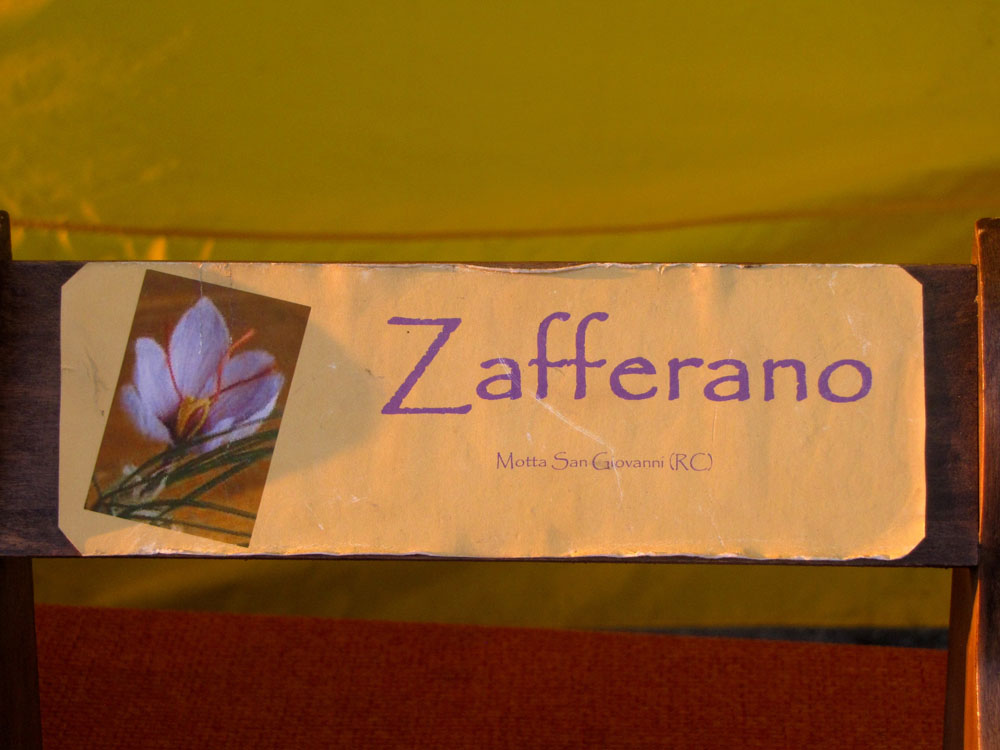 Zafferano
Motta San Giovanni (RC)